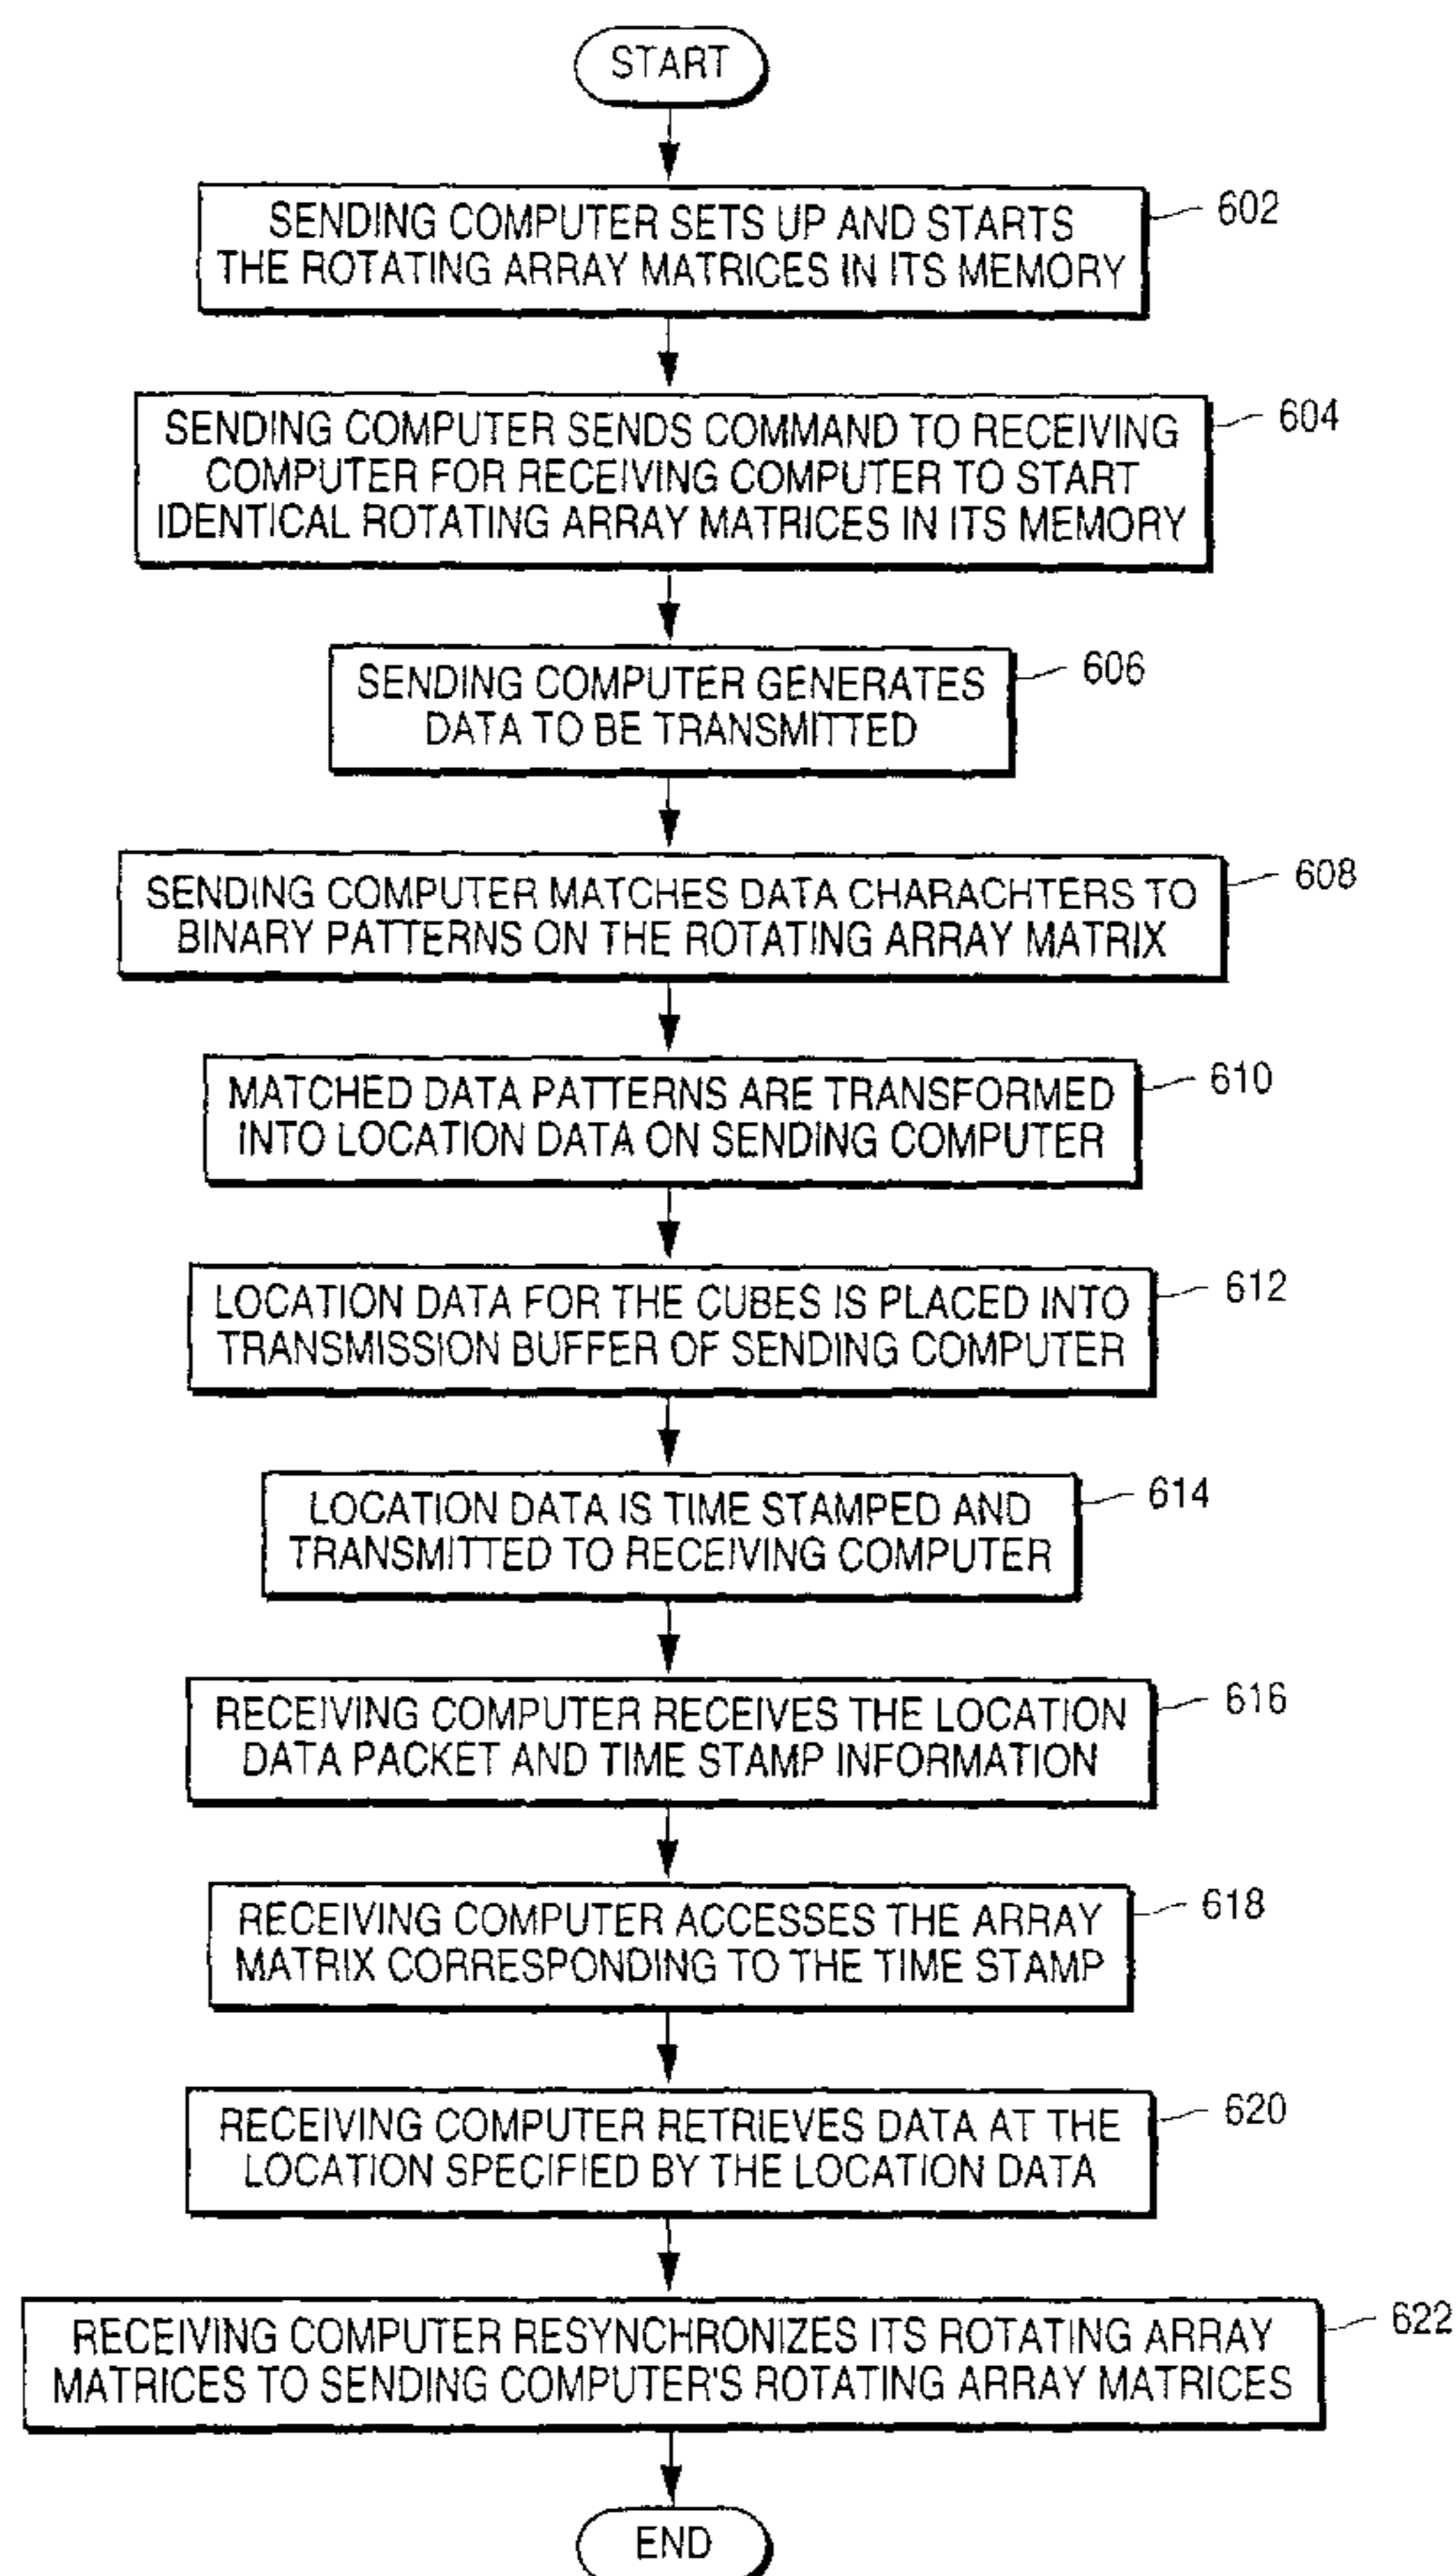 START
SENDING COMPUTER SETS UP AND STARTS
THE ROTATING ARRAY MATRICES IN ITS MEMORY
602
SENDING COMPUTER SENDS COMMAND TO RECEIVING
COMPUTER FOR RECEIVING COMPUTER TO START
IDENTICAL ROTATING ARRAY MATRICES IN ITS MEMORY
604
SENDING COMPUTER GENERATES
DATA TO BE TRANSMITTED
606
SENDING COMPUTER MATCHES DATA CHARACHTERS TO
BINARY PATTERNS ON THE ROTATING ARRAY MATRIX
608
MATCHED DATA PATTERNS ARE TRANSFORMED
INTO LOCATION DATA ON SENDING COMPUTER
610
LOCATION DATA FOR THE CUBES IS PLACED INTO
TRANSMISSION BUFFER OF SENDING COMPUTER
612
LOCATION DATA IS TIME STAMPED AND
TRANSMITTED TO RECEIVING COMPUTER
614
RECEIVING COMPUTER RECEIVES THE LOCATION
DATA PACKET AND TIME STAMP INFORMATION
616
RECEIVING COMPUTER ACCESSES THE ARRAY
MATRIX CORRESPONDING TO THE TIME STAMP
618
RECEIVING COMPUTER RETRIEVES DATA AT THE
LOCATION SPECIFIED BY THE LOCATION DATA
620
RECEIVING COMPUTER RESYNCHRONIZES ITS ROTATING ARRAY
MATRICES TO SENDING COMPUTER'S ROTATING ARRAY MATRICES
622
END